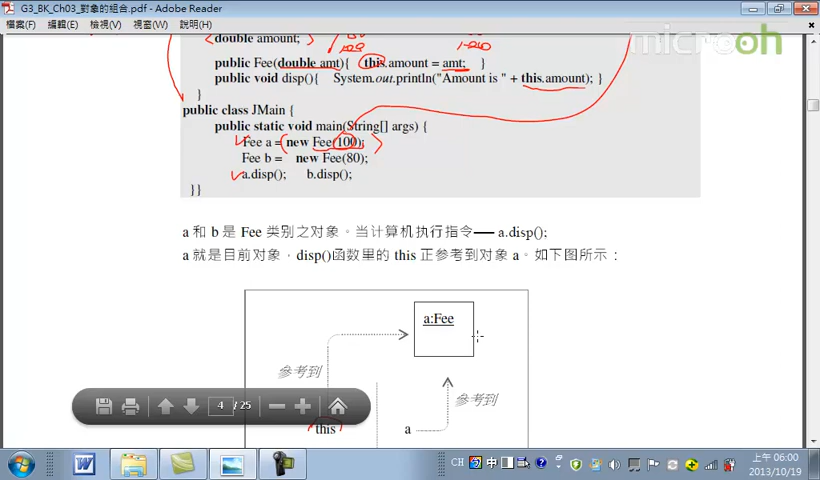 G3_BK_Ch03_對象的組合.pdf - Adobe Reader
檔案(F) 編輯(E) 檢視(V) 視窗(W) 說明(H)
microoh
double amount;
public Fee(double amt){ this.amount = amt; }
public void disp(){ System.out.println("Amount is " + this.amount); }
}
public class JMain {
public static void main(String[] args) {
Fee a = new Fee(100);
Fee b = new Fee(80);
a.disp(); b.disp();
}}
a 和 b 是 Fee 类别之对象。当计算机执行指令── a.disp();
a 就是目前对象，disp()函数里的 this 正参考到对象 a。如下图所示：
a:Fee
参考到
参考到
4 / 25
this a
CH 中
上午 06:00
2013/10/19